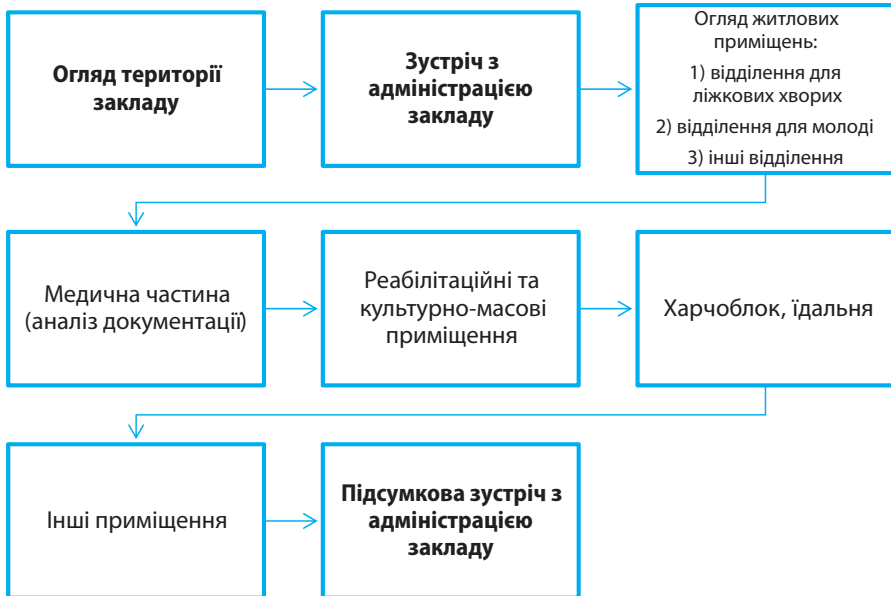 Огляд території
закладу
Зустріч з
адміністрацією
закладу
Огляд житлових
приміщень:
1) відділення для
ліжкових хворих
2) відділення для молоді
3) інші відділення
Медична частина
(аналіз документації)
Реабілітаційні та
культурно-масові
приміщення
Харчоблок, їдальня
Інші приміщення
Підсумкова зустріч з
адміністрацією
закладу